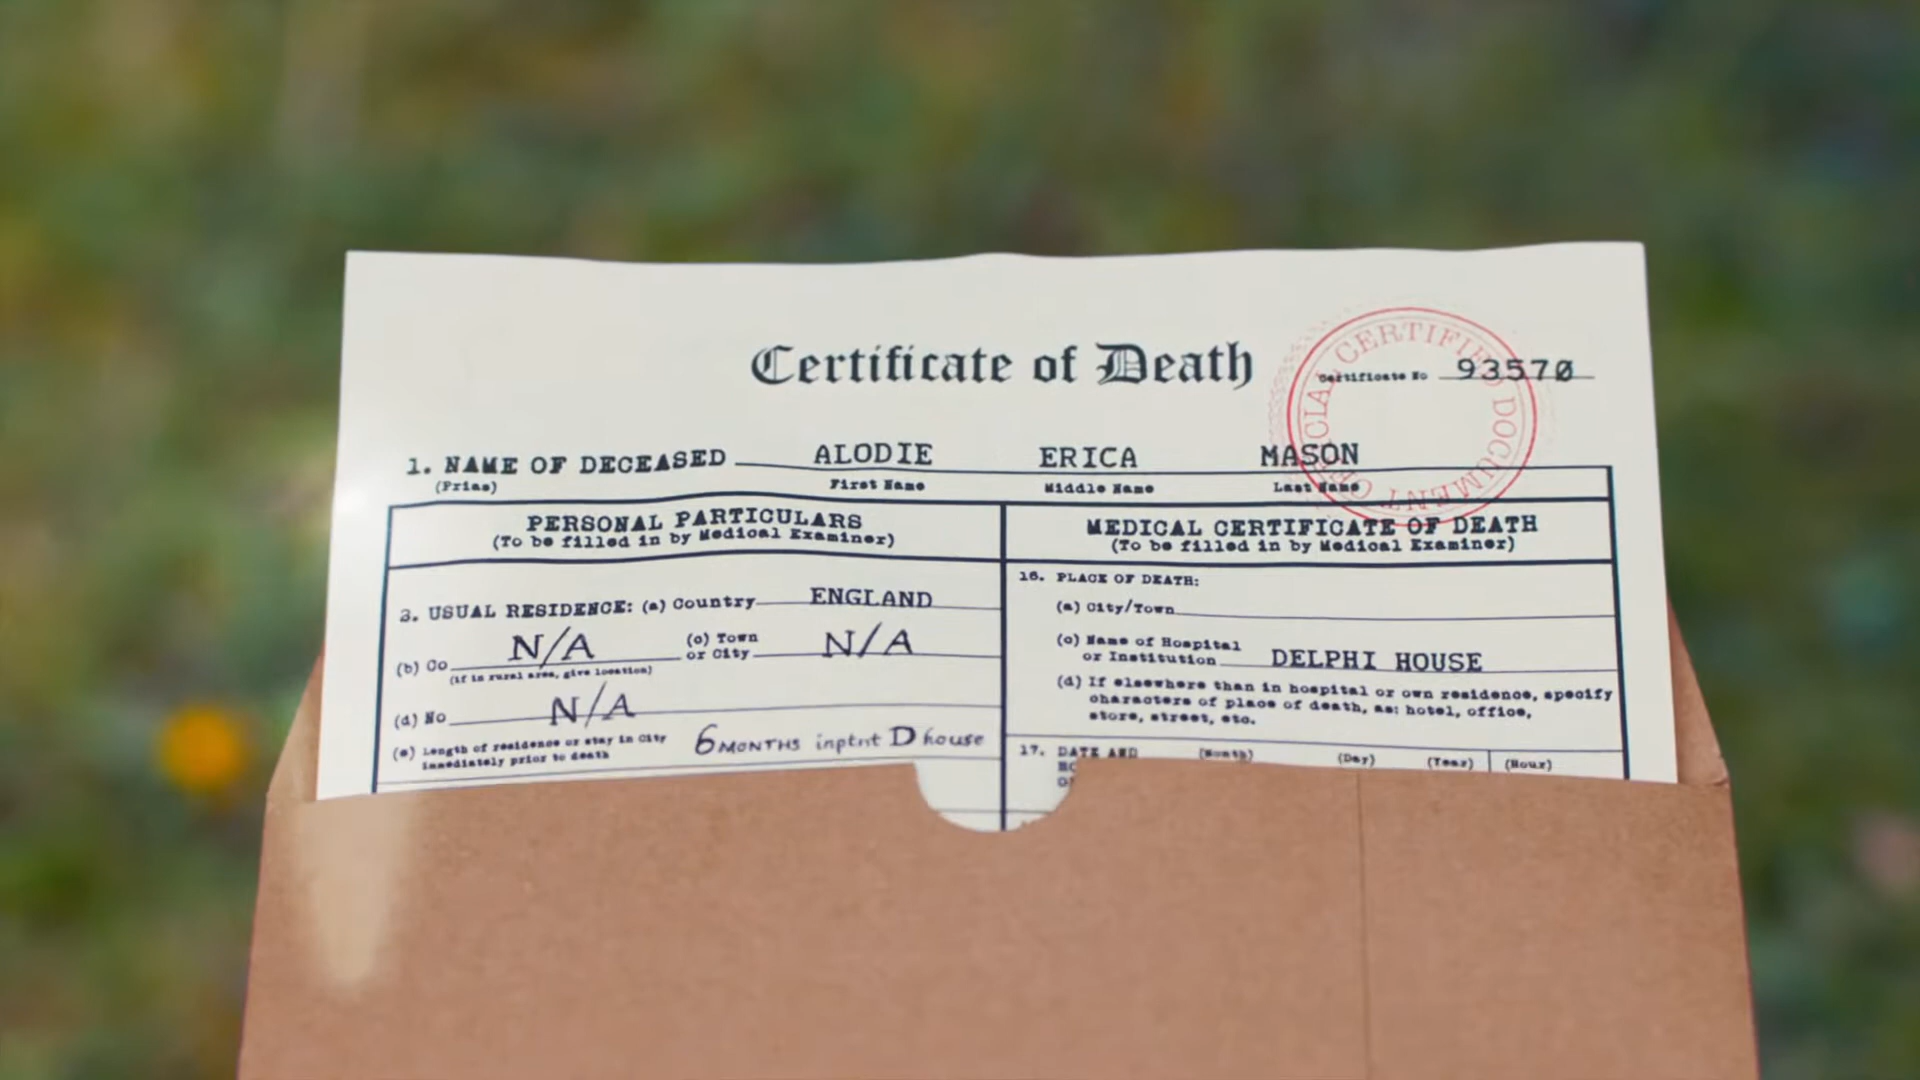 Certificate of Death
Certificate No 93570
OFFICIAL CERTIFIED DOCUMENT
1. NAME OF DECEASED ALODIE ERICA MASON
(Prias) First Name Middle Name Last Name
PERSONAL PARTICULARS
(To be filled in by Medical Examiner)
3. USUAL RESIDENCE: (a) Country ENGLAND
(b) Co N/A (o) Town or City N/A
(if in rural area, give location)
(d) No N/A
(e) Length of residence or stay in City 6 MONTHS inptnt D house
immediately prior to death
MEDICAL CERTIFICATE OF DEATH
(To be filled in by Medical Examiner)
16. PLACE OF DEATH:
(a) City/Town
(o) Name of Hospital
or Institution DELPHI HOUSE
(d) If elsewhere than in hospital or own residence, specify
characters of place of death, as: hotel, office,
store, street, etc.
17. DATE AND (Month) (Day) (Year) (Hour)